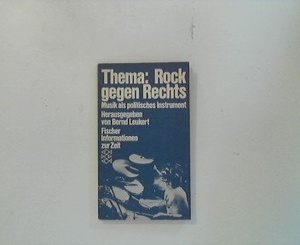 Thema: Rock
gegen Rechts
Musik als politisches Instrument
Herausgegeben
von Bernd Leukert
Fischer
Informationen
zur Zeit